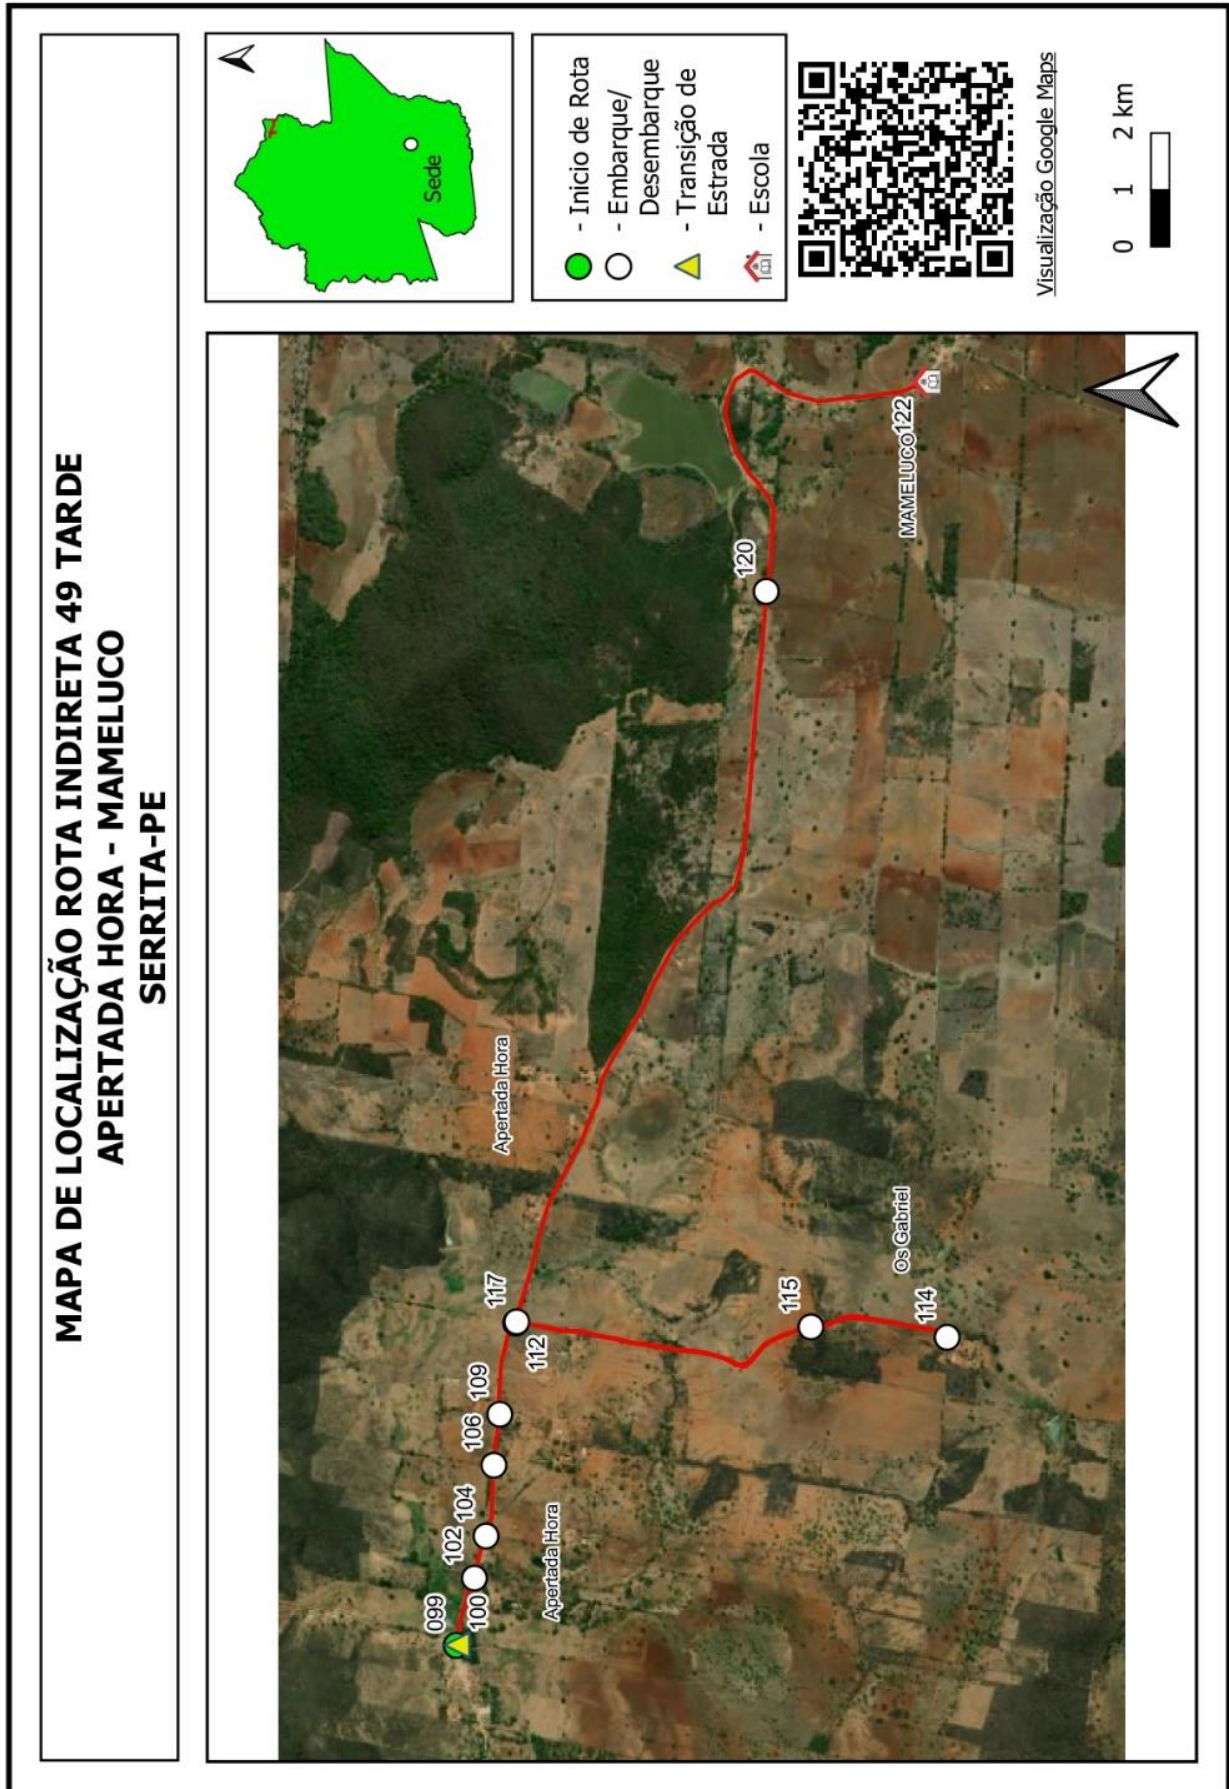 MAPA DE LOCALIZAÇÃO ROTA INDIRETA 49 TARDE
APERTADA HORA - MAMELUCO
SERRITA-PE
Sede
- Inicio de Rota
- Embarque/
Desembarque
- Transição de
Estrada
- Escola
Visualização Google Maps
0 1 2 km
099
100
102
104
106
109
112
117
115
114
120
MAMELUCO122
Apertada Hora
Apertada Hora
Os Gabriel